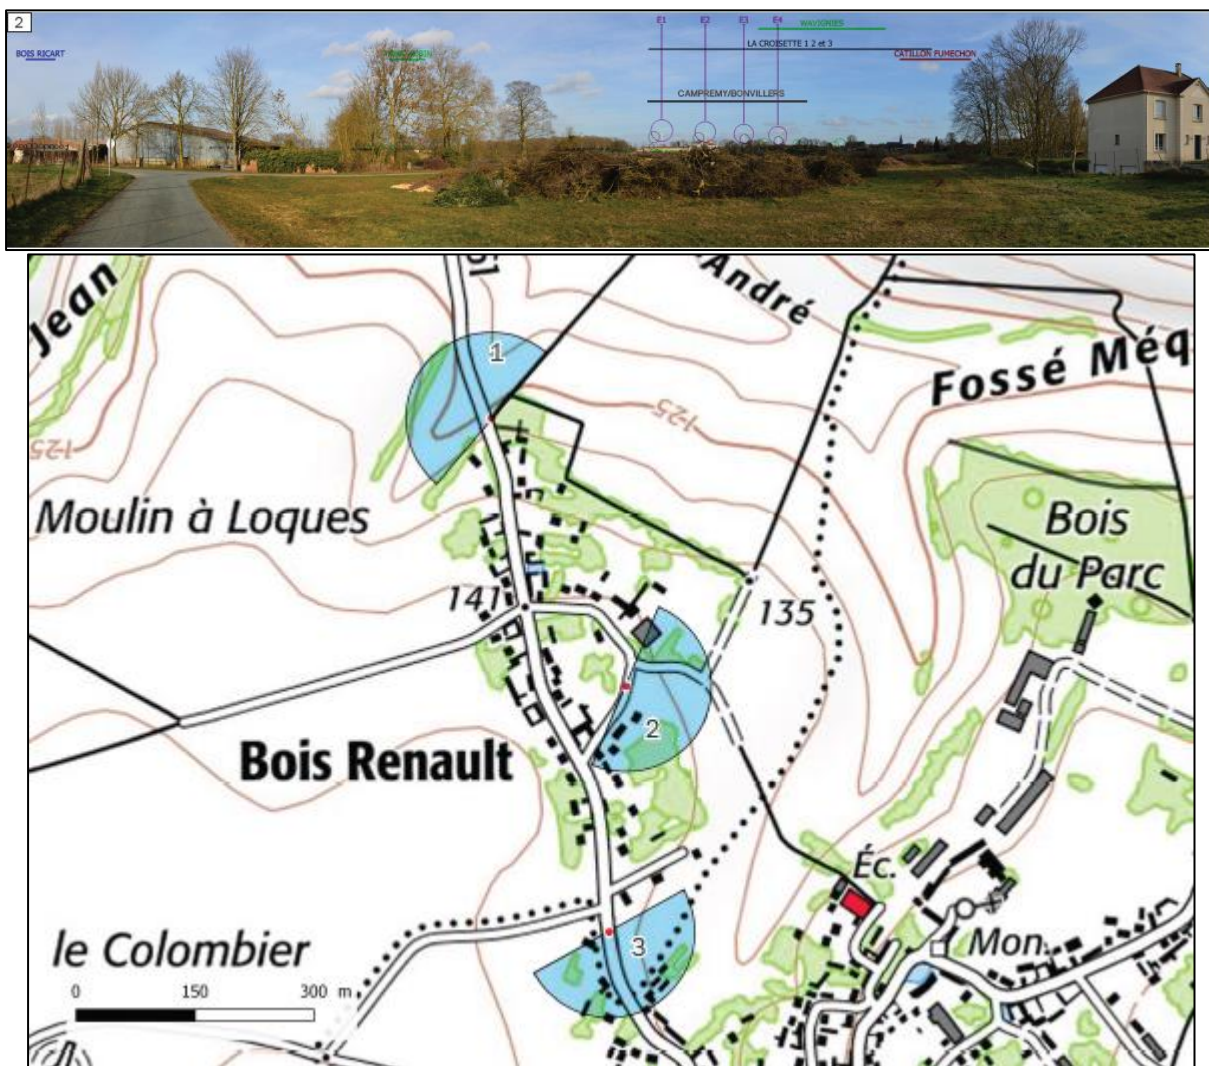 2
E1 E2 E3 E4
WAVIGNIES
LA CROISETTE 1 2 et 3
BOIS RICART
CATILLON FUMECHON
CAMPREMY/BONVILLERS
-André
Jean
1
Fossé Méq
125
125
Moulin à Loques
Bois
du Parc
141
135
2
Bois Renault
Éc.
3
le Colombier
Mon.
0 150 300 m